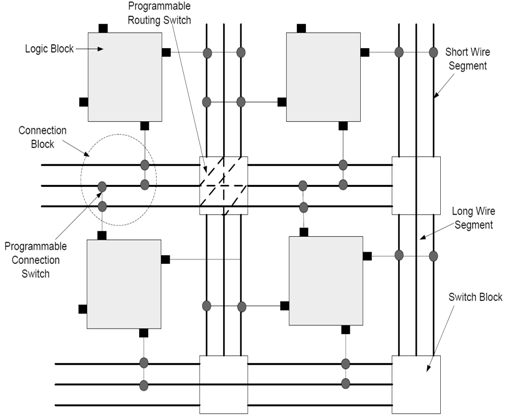 Programmable
Routing Switch
Logic Block
Short Wire
Segment
Connection
Block
Long Wire
Segment
Programmable
Connection
Switch
Switch Block